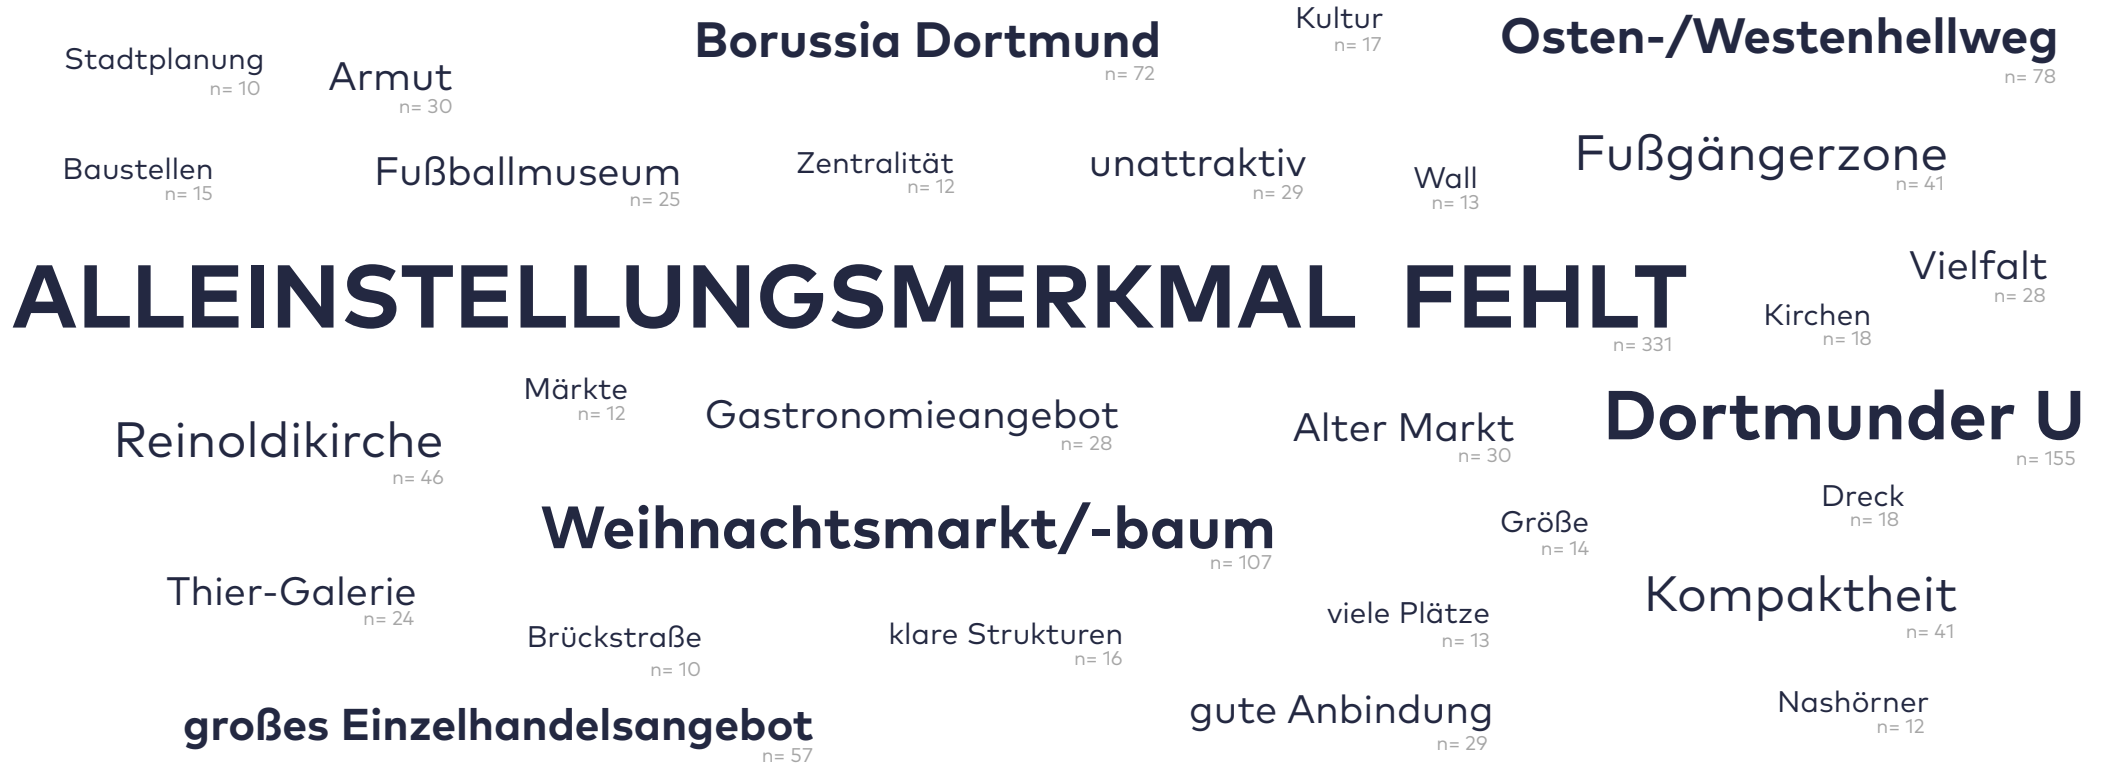 Stadtplanung
n= 10
Armut
n= 30
Borussia Dortmund
n= 72
Kultur
n= 17
Osten-/Westenhellweg
n= 78
Baustellen
n= 15
Fußballmuseum
n= 25
Zentralität
n= 12
unattraktiv
n= 29
Wall
n= 13
Fußgängerzone
n= 41
ALLEINSTELLUNGSMERKMAL FEHLT
n= 331
Kirchen
n= 18
Vielfalt
n= 28
Reinoldikirche
n= 46
Märkte
n= 12
Gastronomieangebot
n= 28
Alter Markt
n= 30
Dortmunder U
n= 155
Weihnachtsmarkt/-baum
n= 107
Größe
n= 14
Dreck
n= 18
Thier-Galerie
n= 24
Brückstraße
n= 10
klare Strukturen
n= 16
viele Plätze
n= 13
Kompaktheit
n= 41
großes Einzelhandelsangebot
n= 57
gute Anbindung
n= 29
Nashörner
n= 12